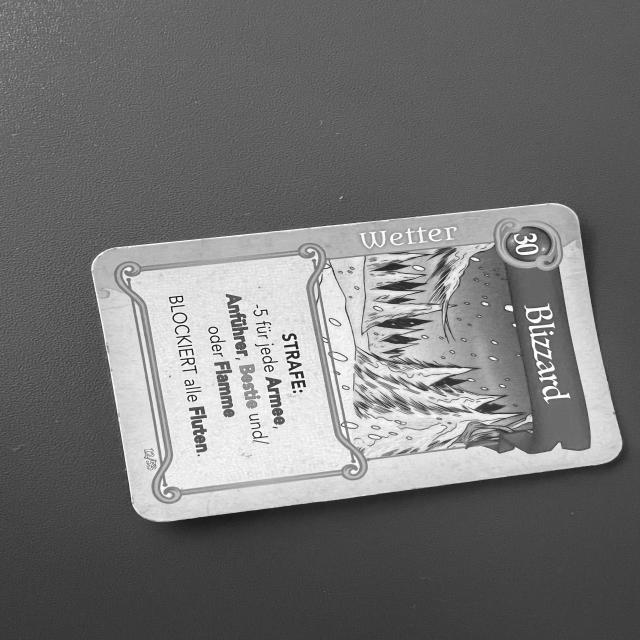 30
Blizzard
Wetter
STRAFE:
-5 für jede Armee,
Anführer, Bestie und/
oder Flamme
BLOCKIERT alle Fluten.